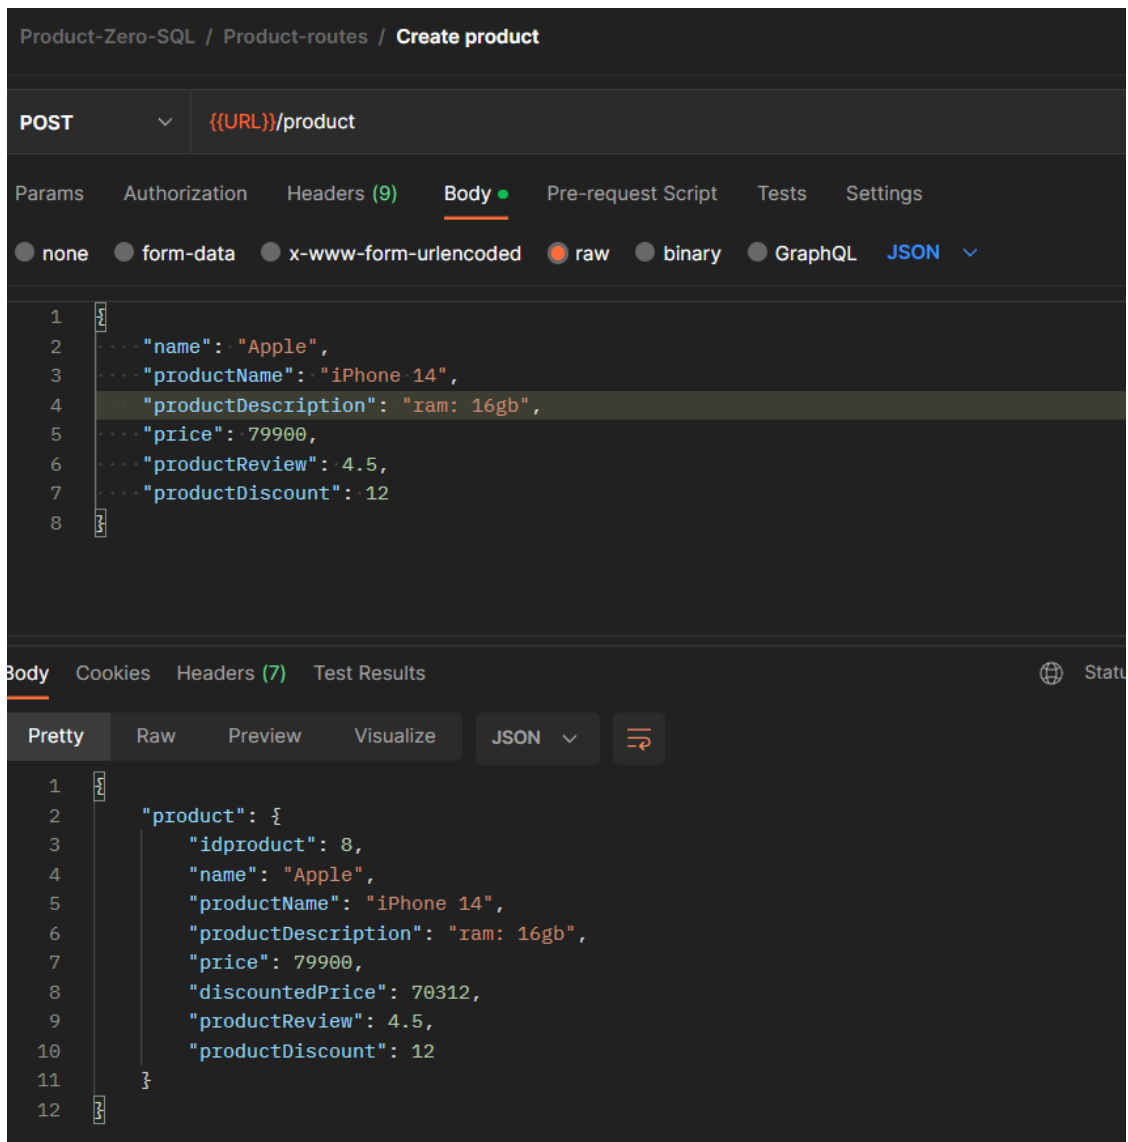 Product-Zero-SQL / Product-routes / Create product
POST {{URL}}/product
Params Authorization Headers (9) Body Pre-request Script Tests Settings
none form-data x-www-form-urlencoded raw binary GraphQL JSON
1 {
2 "name": "Apple",
3 "productName": "iPhone 14",
4 "productDescription": "ram: 16gb",
5 "price": 79900,
6 "productReview": 4.5,
7 "productDiscount": 12
8 }
Body Cookies Headers (7) Test Results Statu
Pretty Raw Preview Visualize JSON
1 {
2 "product": {
3 "idproduct": 8,
4 "name": "Apple",
5 "productName": "iPhone 14",
6 "productDescription": "ram: 16gb",
7 "price": 79900,
8 "discountedPrice": 70312,
9 "productReview": 4.5,
10 "productDiscount": 12
11 }
12 }